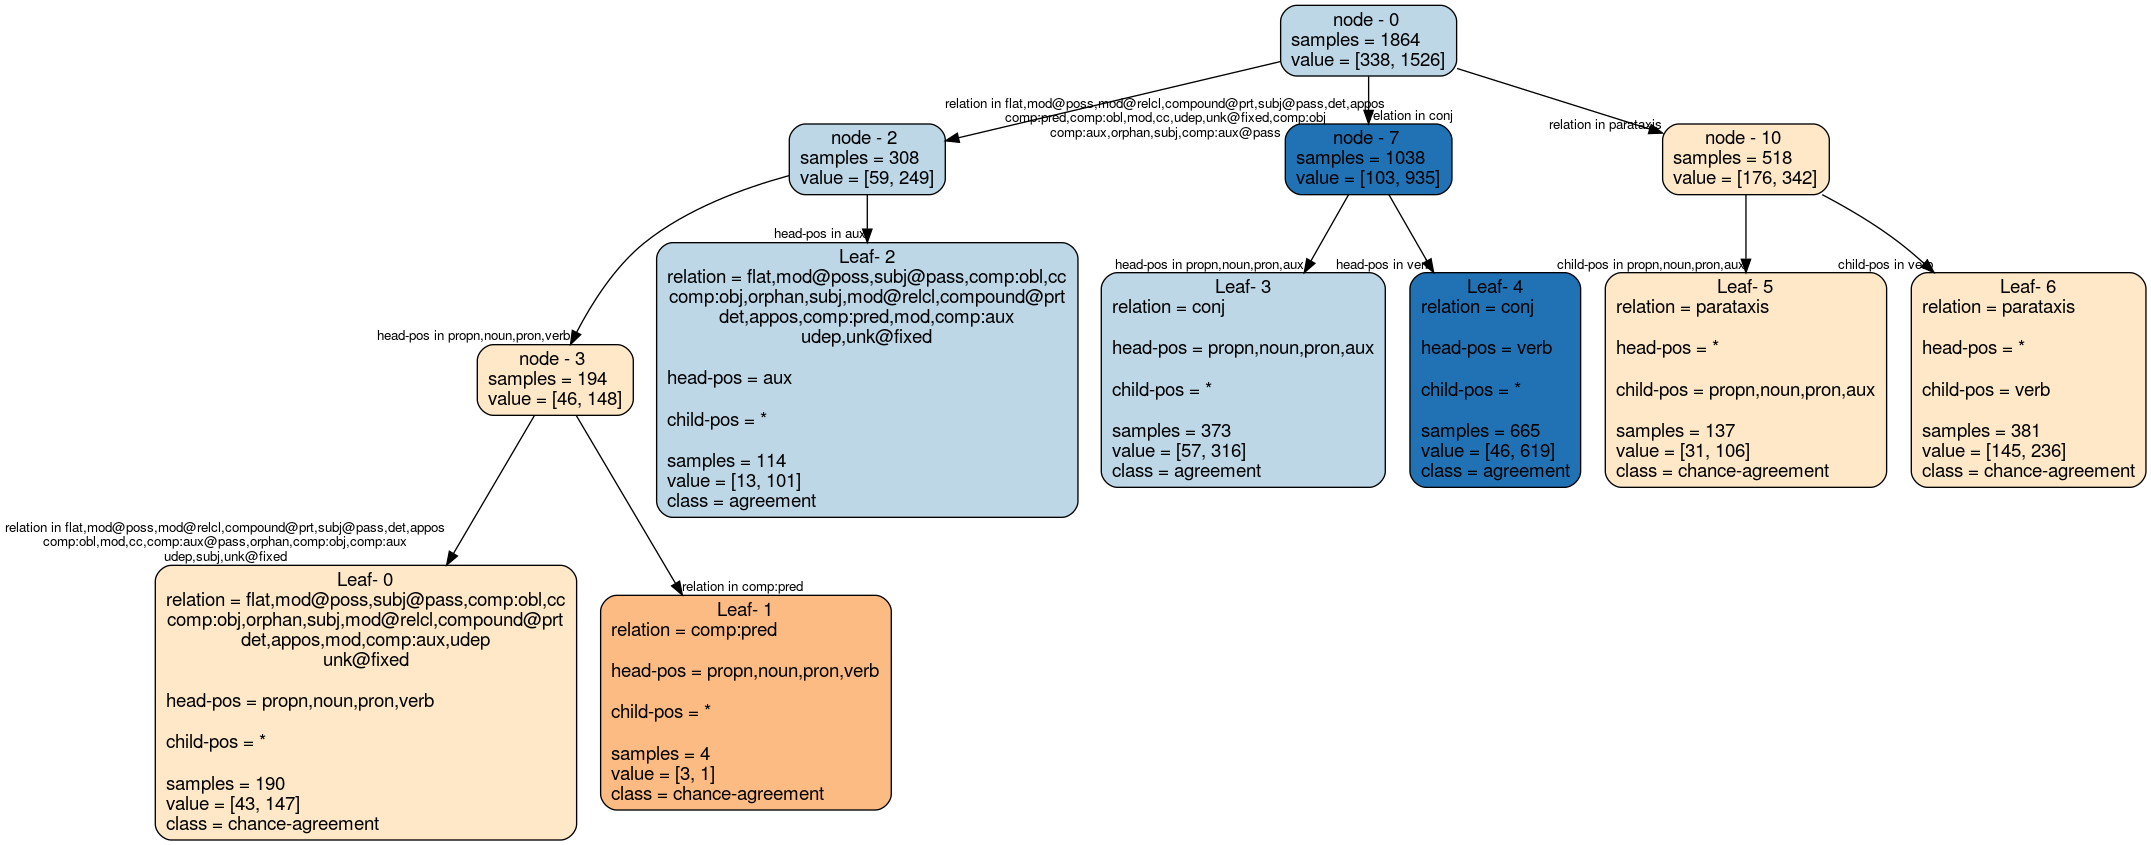 node - 0
samples = 1864
value = [338, 1526]
relation in flat,mod@poss,mod@relcl,compound@prt,subj@pass,det,appos
comp:pred,comp:obl,mod,cc,udep,unk@fixed,comp:obj
comp:aux,orphan,subj,comp:aux@pass
relation in conj
relation in parataxis
node - 2
samples = 308
value = [59, 249]
node - 7
samples = 1038
value = [103, 935]
node - 10
samples = 518
value = [176, 342]
head-pos in propn,noun,pron,verb
head-pos in aux
head-pos in propn,noun,pron,aux
head-pos in verb
child-pos in propn,noun,pron,aux
child-pos in verb
node - 3
samples = 194
value = [46, 148]
Leaf- 2
relation = flat,mod@poss,subj@pass,comp:obl,cc
comp:obj,orphan,subj,mod@relcl,compound@prt
det,appos,comp:pred,mod,comp:aux
udep,unk@fixed
head-pos = aux
child-pos = *
samples = 114
value = [13, 101]
class = agreement
Leaf- 3
relation = conj
head-pos = propn,noun,pron,aux
child-pos = *
samples = 373
value = [57, 316]
class = agreement
Leaf- 4
relation = conj
head-pos = verb
child-pos = *
samples = 665
value = [46, 619]
class = agreement
Leaf- 5
relation = parataxis
head-pos = *
child-pos = propn,noun,pron,aux
samples = 137
value = [31, 106]
class = chance-agreement
Leaf- 6
relation = parataxis
head-pos = *
child-pos = verb
samples = 381
value = [145, 236]
class = chance-agreement
relation in flat,mod@poss,mod@relcl,compound@prt,subj@pass,det,appos
comp:obl,mod,cc,comp:aux@pass,orphan,comp:obj,comp:aux
udep,subj,unk@fixed
relation in comp:pred
Leaf- 0
relation = flat,mod@poss,subj@pass,comp:obl,cc
comp:obj,orphan,subj,mod@relcl,compound@prt
det,appos,mod,comp:aux,udep
unk@fixed
head-pos = propn,noun,pron,verb
child-pos = *
samples = 190
value = [43, 147]
class = chance-agreement
Leaf- 1
relation = comp:pred
head-pos = propn,noun,pron,verb
child-pos = *
samples = 4
value = [3, 1]
class = chance-agreement